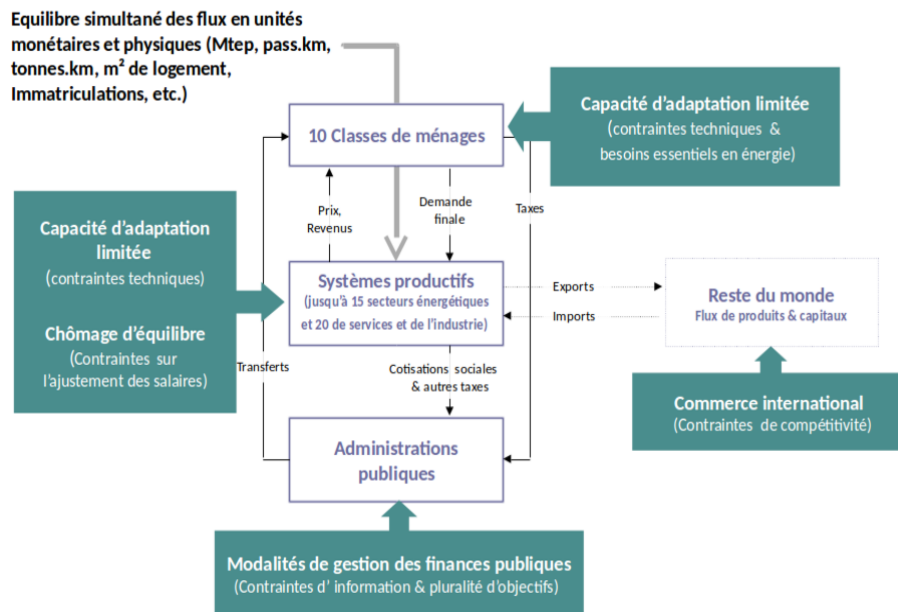 Equilibre simultané des flux en unités
monétaires et physiques (Mtep, pass.km,
tonnes.km, m² de logement,
Immatriculations, etc.)
Capacité d'adaptation limitée
(contraintes techniques &
besoins essentiels en énergie)
10 Classes de ménages
Prix,
Revenus
Demande
finale
Taxes
Capacité d'adaptation
limitée
(contraintes techniques)
Chômage d'équilibre
(Contraintes sur
l'ajustement des salaires)
Systèmes productifs
(jusqu'à 15 secteurs énergétiques
et 20 de services et de l'industrie)
Exports
Imports
Reste du monde
Flux de produits & capitaux
Transferts
Cotisations sociales
& autres taxes
Commerce international
(Contraintes de compétitivité)
Administrations
publiques
Modalités de gestion des finances publiques
(Contraintes d' information & pluralité d'objectifs)